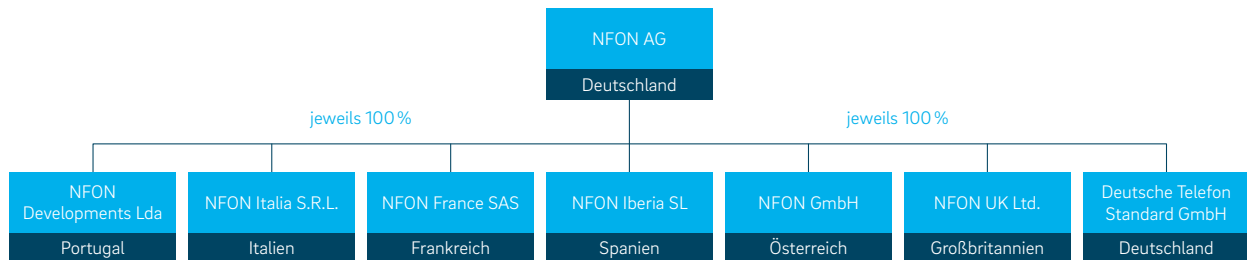 NFON AG
Deutschland
jeweils 100 %
jeweils 100 %
NFON
Developments Lda
Portugal
NFON Italia S.R.L.
Italien
NFON France SAS
Frankreich
NFON Iberia SL
Spanien
NFON GmbH
Österreich
NFON UK Ltd.
Großbritannien
Deutsche Telefon
Standard GmbH
Deutschland